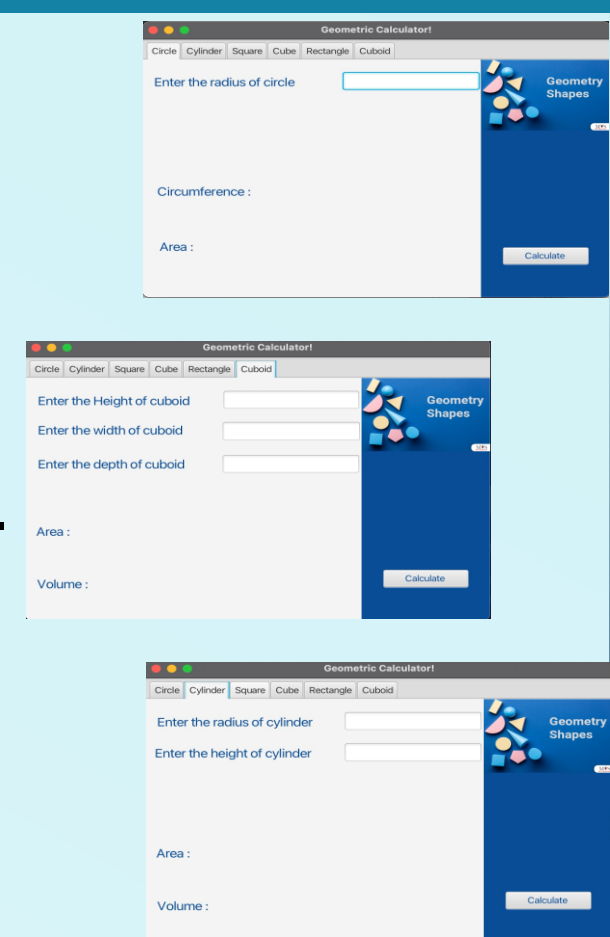 Geometric Calculator!
Circle Cylinder Square Cube Rectangle Cuboid
Enter the radius of circle
Geometry
Shapes
Circumference :
Area :
Calculate
Geometric Calculator!
Circle Cylinder Square Cube Rectangle Cuboid
Enter the Height of cuboid
Geometry
Shapes
Enter the width of cuboid
Enter the depth of cuboid
Area :
Volume :
Calculate
Geometric Calculator!
Circle Cylinder Square Cube Rectangle Cuboid
Enter the radius of cylinder
Geometry
Shapes
Enter the height of cylinder
Area :
Volume :
Calculate